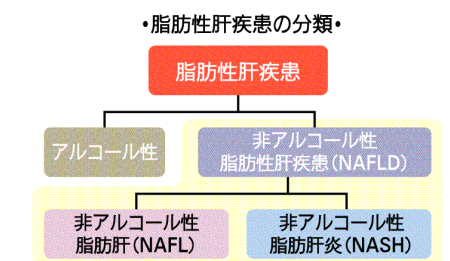 ・脂肪性肝疾患の分類・
脂肪性肝疾患
アルコール性
非アルコール性
脂肪性肝疾患(NAFLD)
非アルコール性
脂肪肝(NAFL)
非アルコール性
脂肪肝炎(NASH)